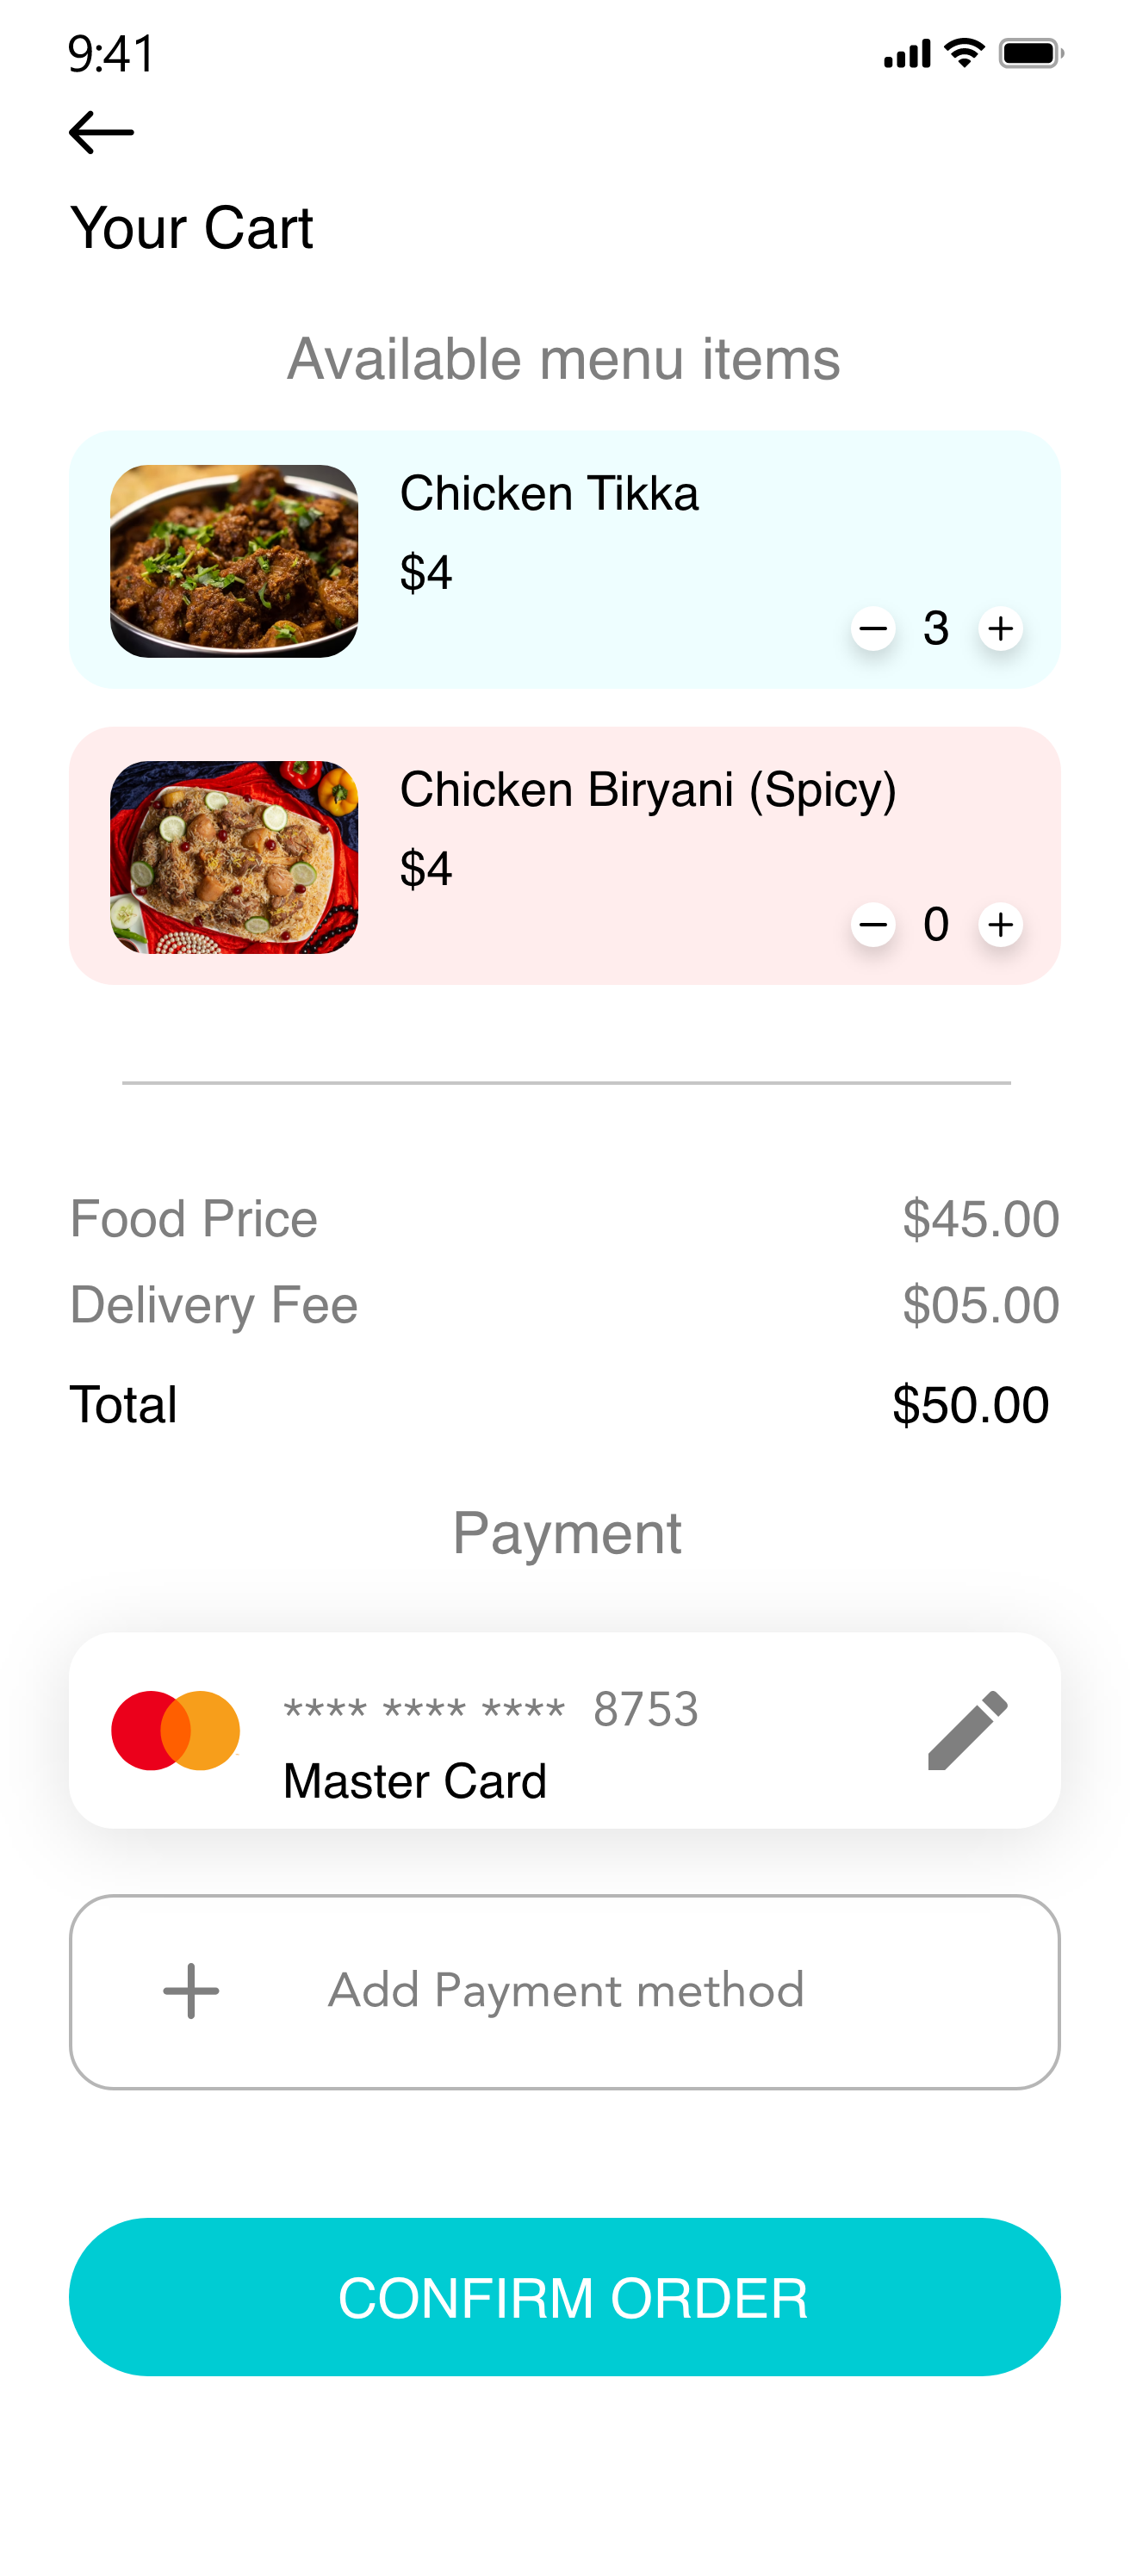 9:41
Your Cart
Available menu items
Chicken Tikka
$4
3
Chicken Biryani (Spicy)
$4
0
Food Price $45.00
Delivery Fee $05.00
Total $50.00
Payment
**** **** **** 8753
Master Card
Add Payment method
CONFIRM ORDER